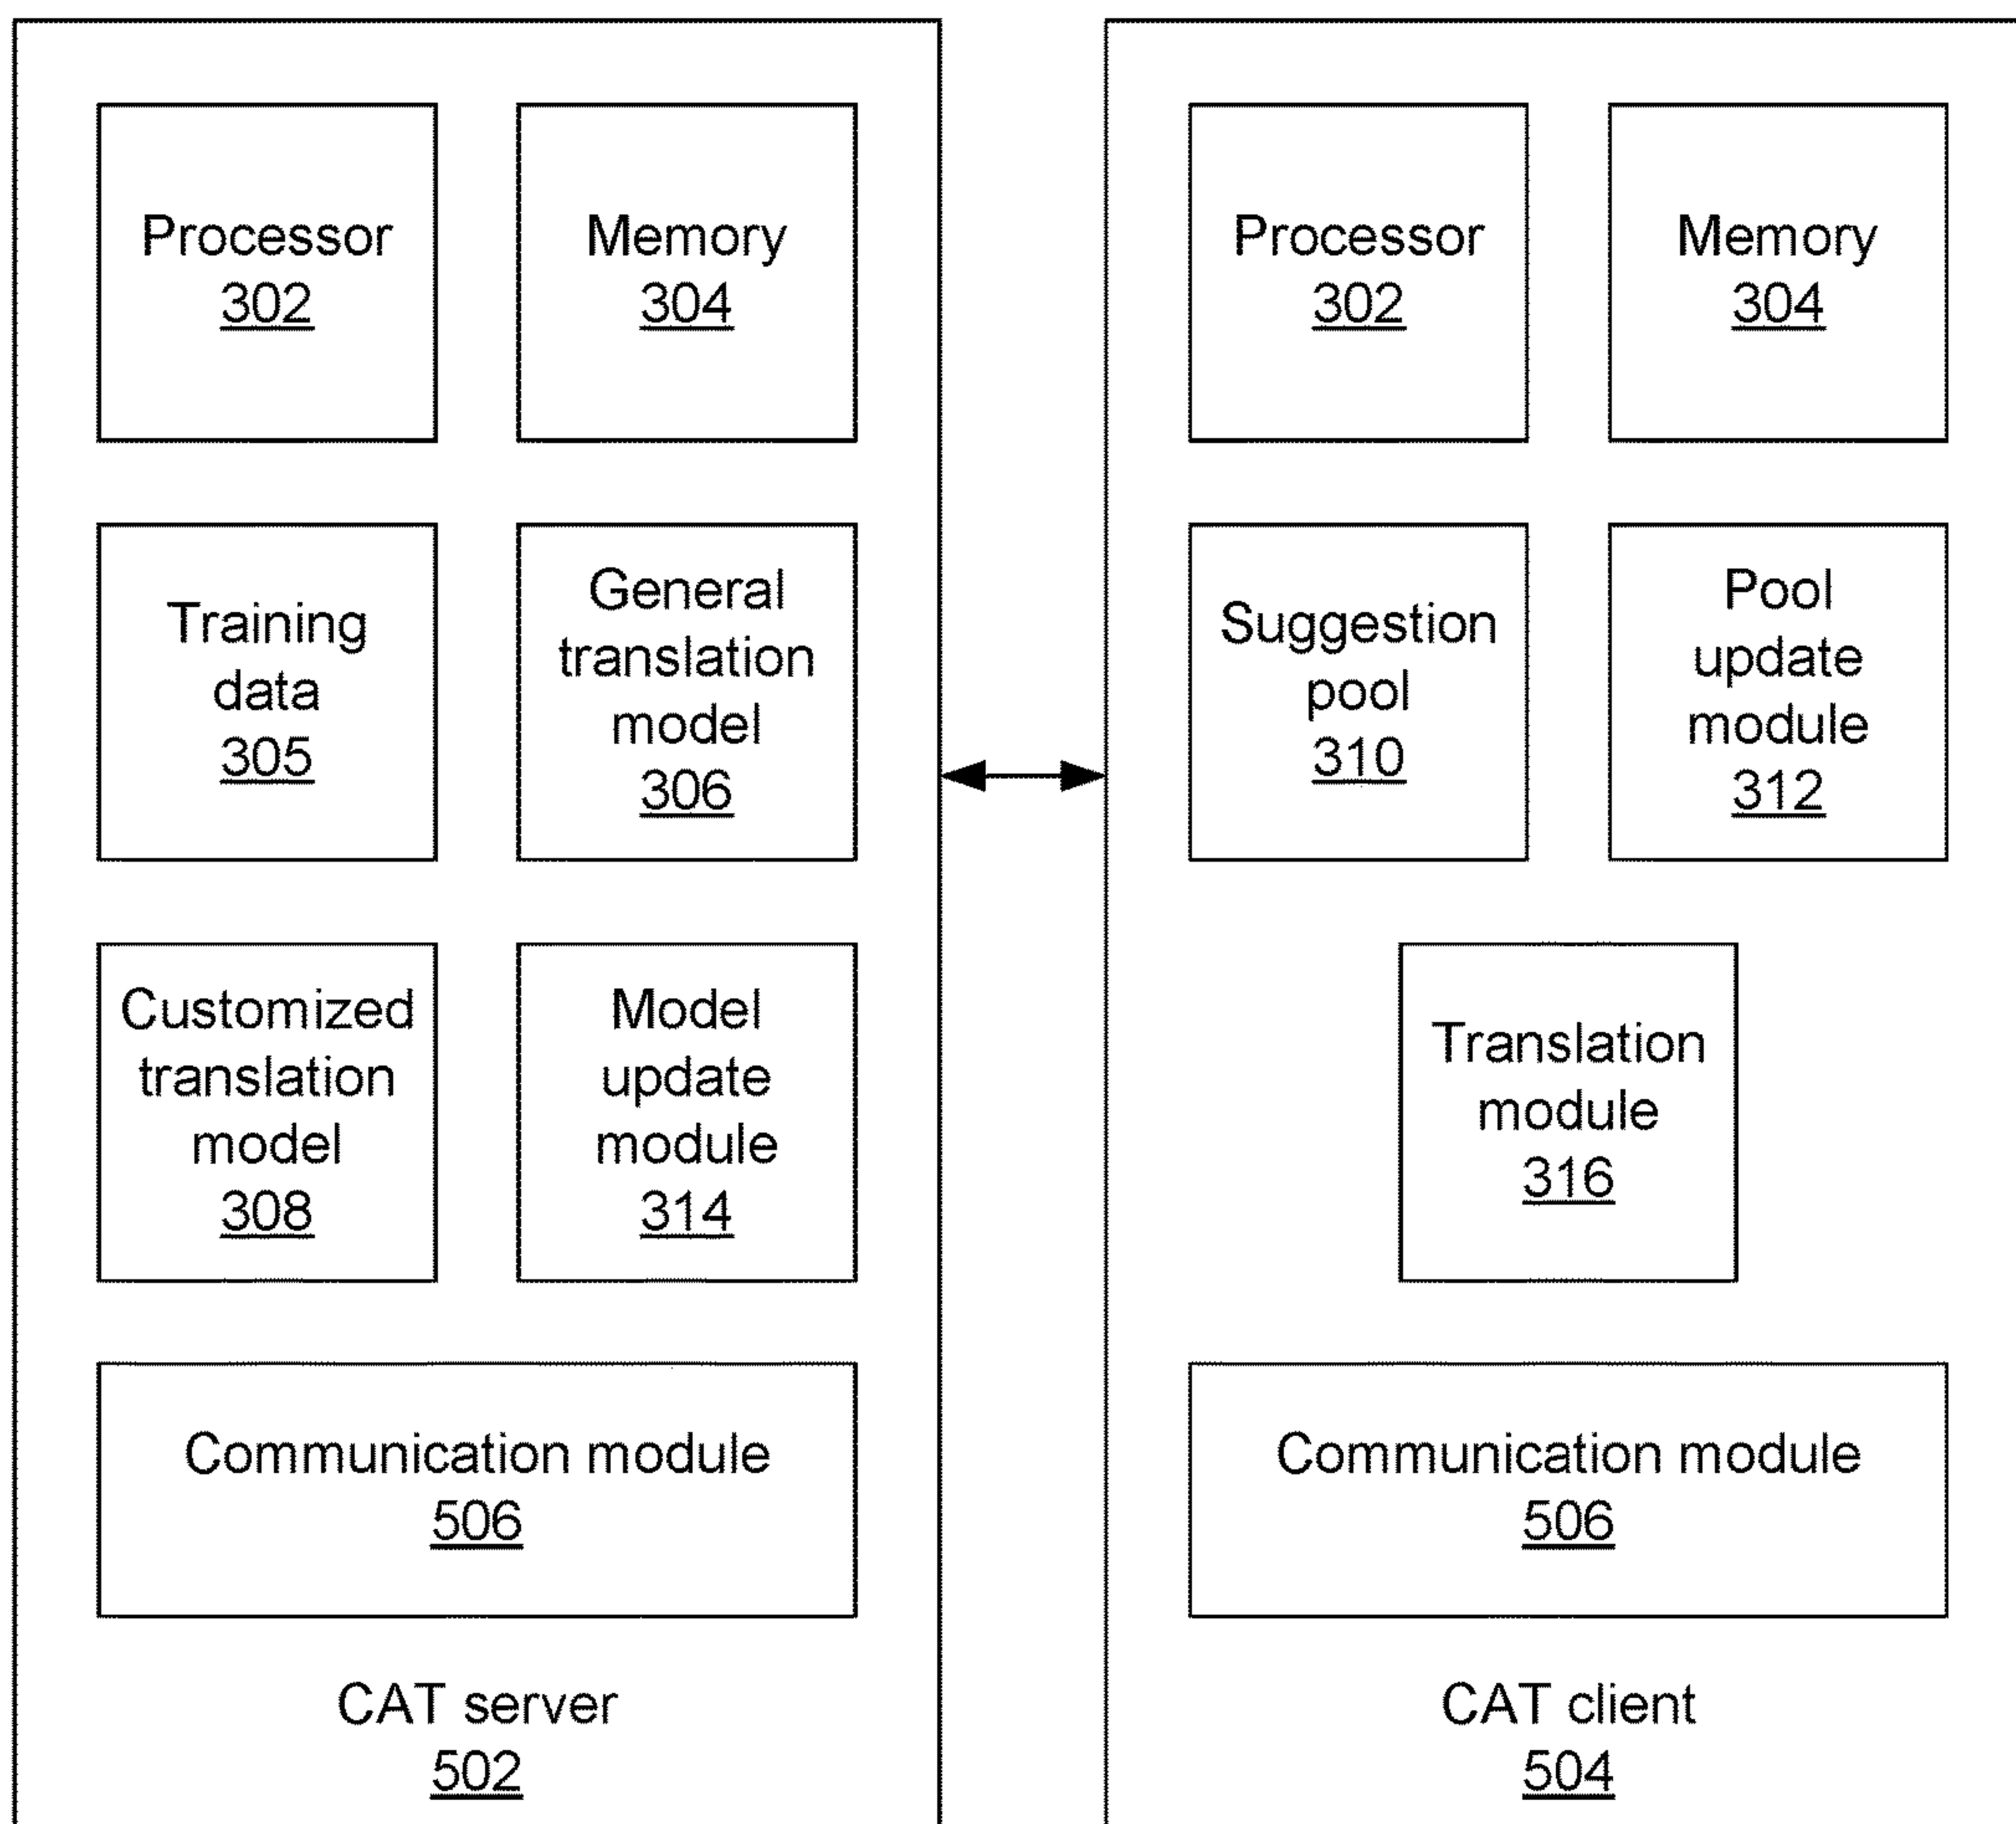 Processor
302
Memory
304
Training
data
305
General
translation
model
306
Customized
translation
model
308
Model
update
module
314
Communication module
506
CAT server
502
Processor
302
Memory
304
Suggestion
pool
310
Pool
update
module
312
Translation
module
316
Communication module
506
CAT client
504